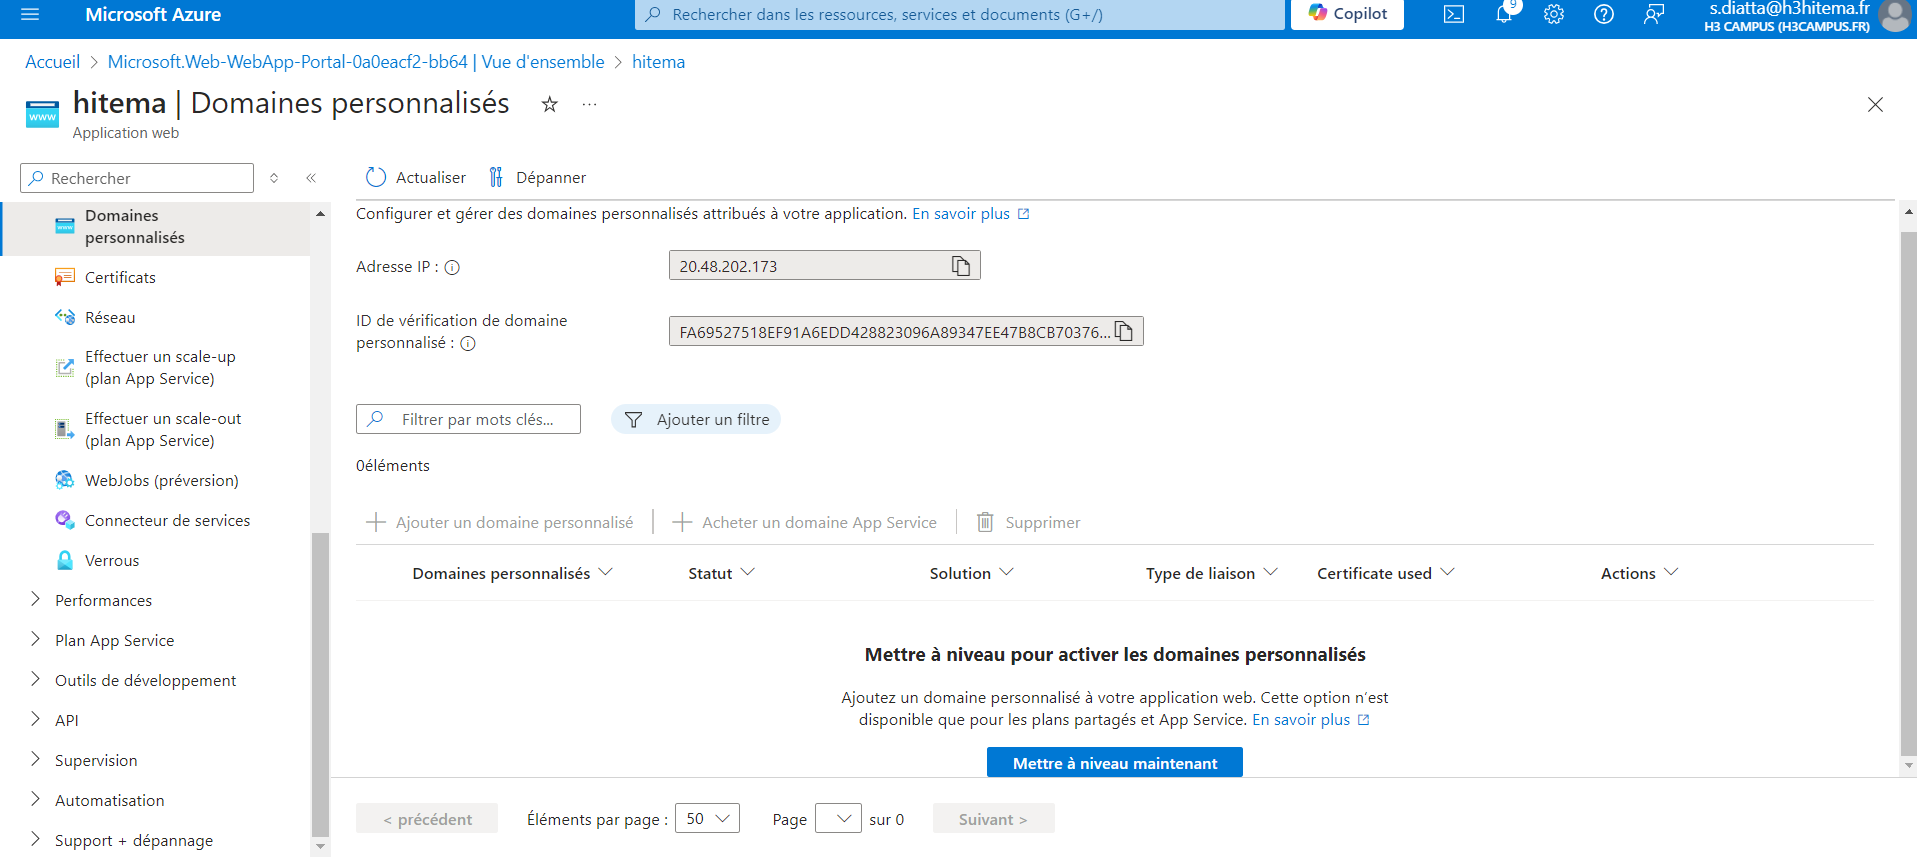 Microsoft Azure
Rechercher dans les ressources, services et documents (G+/)
Copilot
9
s.diatta@h3hitema.fr
H3 CAMPUS (H3CAMPUS.FR)
Accueil > Microsoft.Web-WebApp-Portal-0a0eacf2-bb64 | Vue d'ensemble > hitema
www
hitema | Domaines personnalisés
Application web
Rechercher
Domaines
personnalisés
Certificats
Réseau
Effectuer un scale-up
(plan App Service)
Effectuer un scale-out
(plan App Service)
WebJobs (préversion)
Connecteur de services
Verrous
Performances
Plan App Service
Outils de développement
API
Supervision
Automatisation
Support + dépannage
Actualiser
Dépanner
Configurer et gérer des domaines personnalisés attribués à votre application. En savoir plus
Adresse IP :
20.48.202.173
ID de vérification de domaine
personnalisé :
FA69527518EF91A6EDD428823096A89347EE47B8CB70376...
Filtrer par mots clés...
Ajouter un filtre
0éléments
Ajouter un domaine personnalisé
Acheter un domaine App Service
Supprimer
Domaines personnalisés
Statut
Solution
Type de liaison
Certificate used
Actions
Mettre à niveau pour activer les domaines personnalisés
Ajoutez un domaine personnalisé à votre application web. Cette option n'est
disponible que pour les plans partagés et App Service. En savoir plus
Mettre à niveau maintenant
< précédent
Éléments par page : 50
Page
sur 0
Suivant >